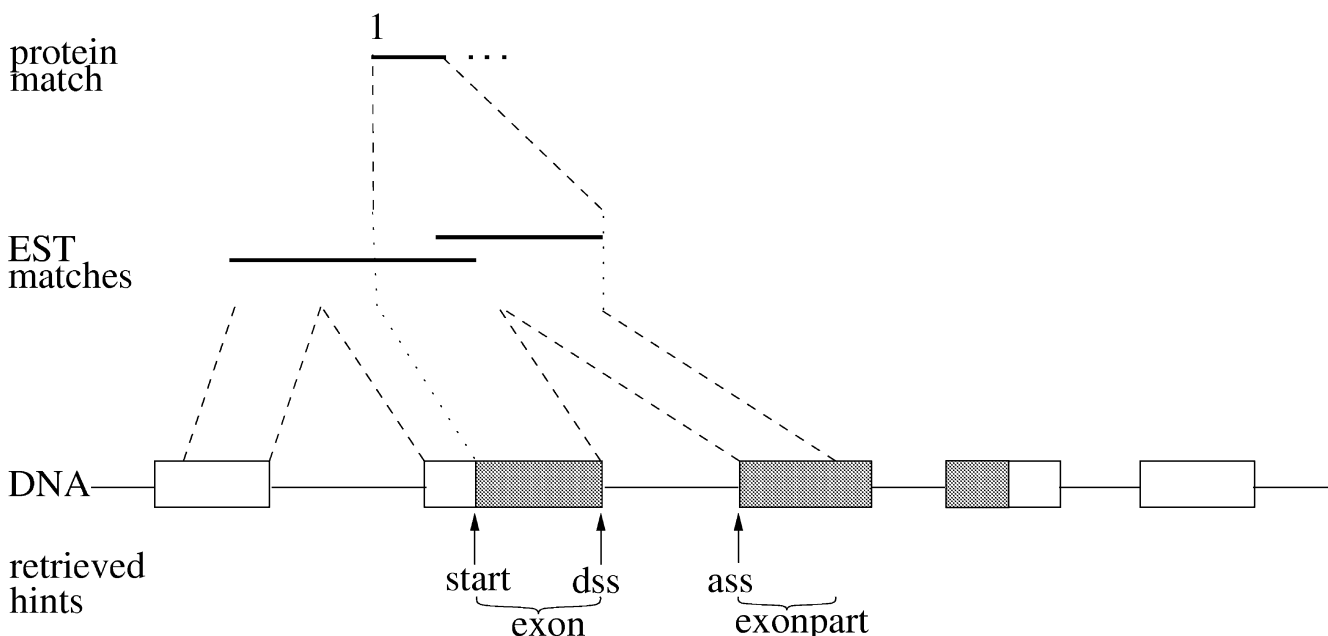 1
protein
match
...
EST
matches
DNA
retrieved
hints
start
dss
ass
exon
exonpart